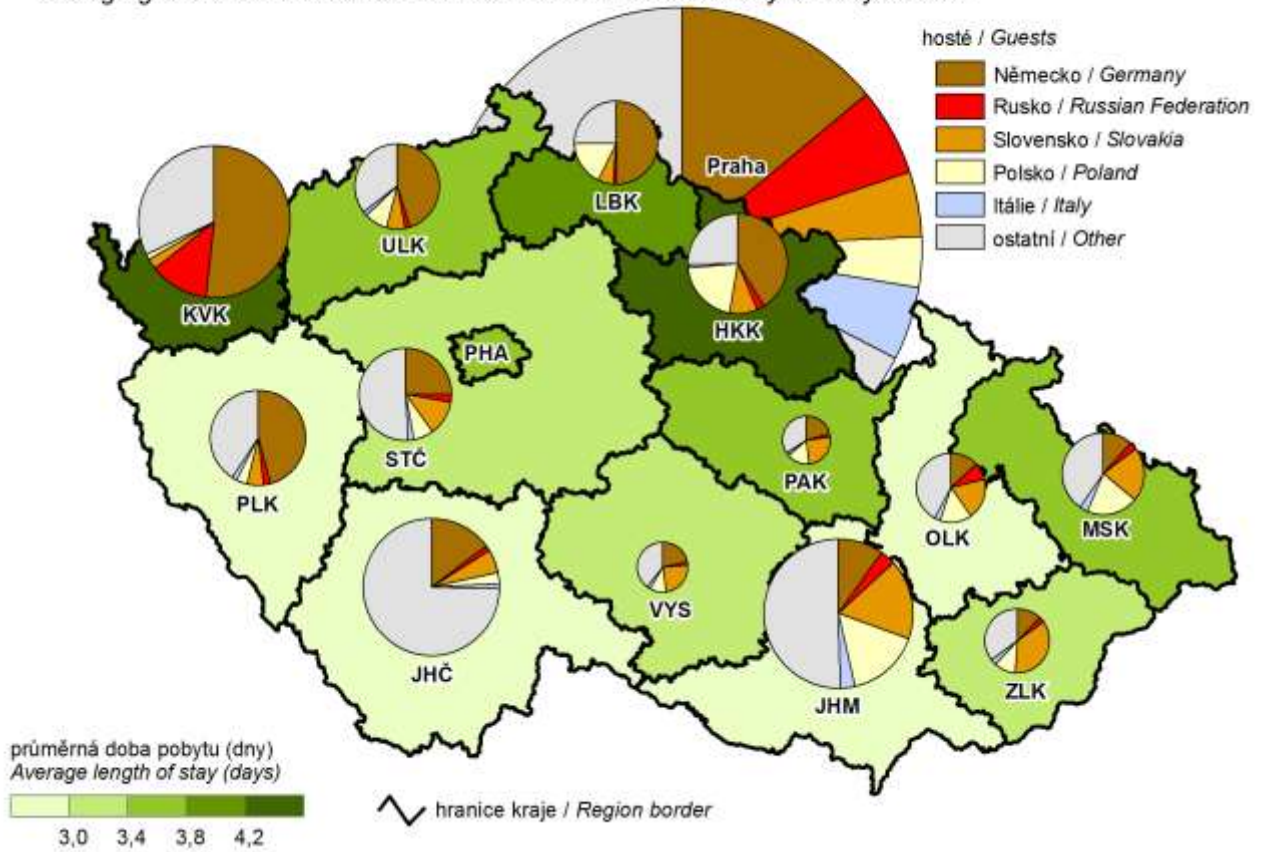 hosté / Guests
Německo / Germany
Rusko / Russian Federation
Slovensko / Slovakia
Polsko / Poland
Itálie / Italy
ostatní / Other
Praha
LBK
ULK
KVK
HKK
PHA
STČ
PLK
PAK
OLK
MSK
VYS
JHČ
JHM
ZLK
průměrná doba pobytu (dny)
Average length of stay (days)
3,0 3,4 3,8 4,2
hranice kraje / Region border